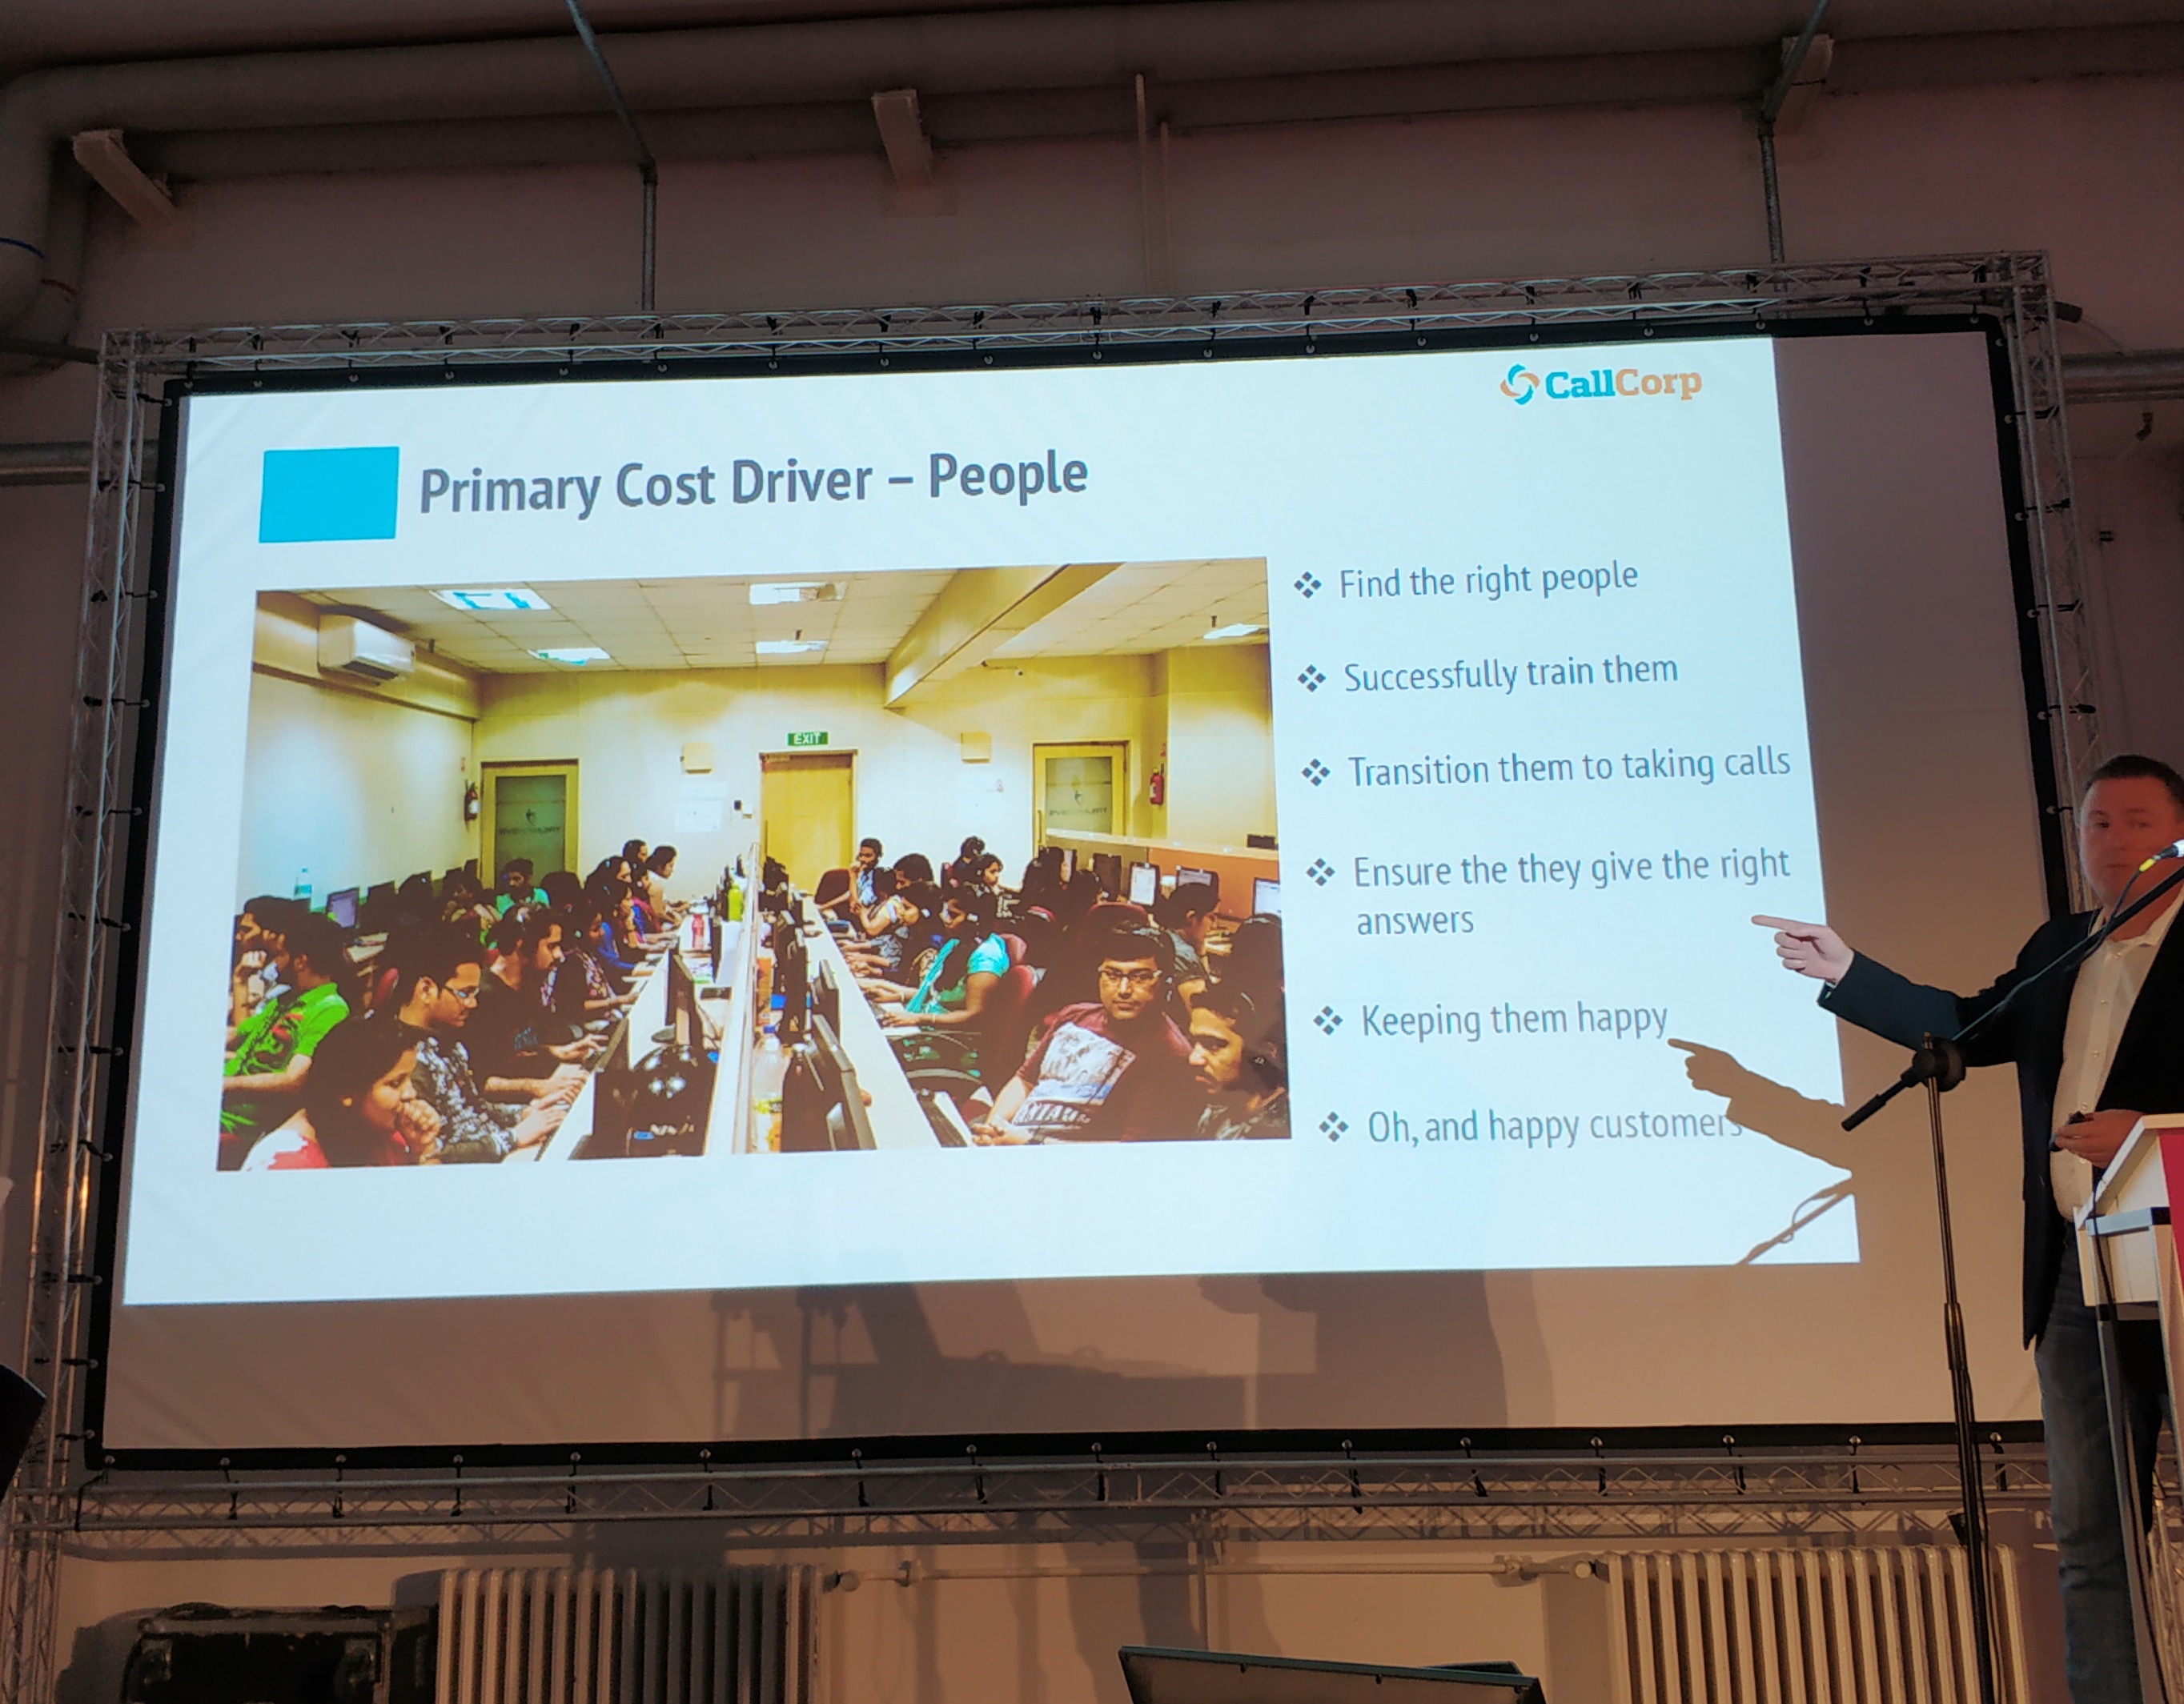 CallCorp
Primary Cost Driver – People
EXIT
Find the right people
Successfully train them
Transition them to taking calls
Ensure the they give the right
answers
Keeping them happy
Oh, and happy customers